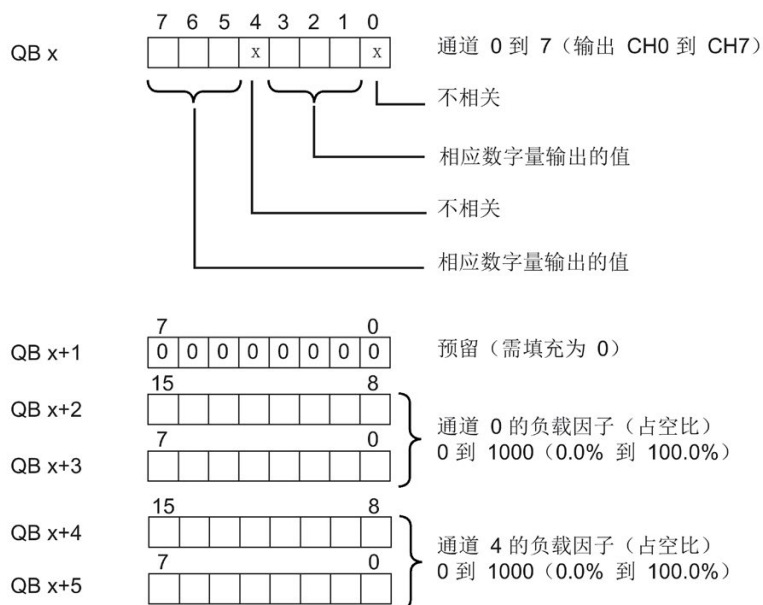 7 6 5 4 3 2 1 0
QB x x x 通道 0 到 7（输出 CH0 到 CH7）
不相关
相应数字量输出的值
不相关
相应数字量输出的值
7 0
QB x+1 0 0 0 0 0 0 0 0 预留（需填充为 0）
15 8
QB x+2
通道 0 的负载因子（占空比）
7 0
0 到 1000（0.0% 到 100.0%）
QB x+3
15 8
QB x+4
通道 4 的负载因子（占空比）
7 0
0 到 1000（0.0% 到 100.0%）
QB x+5